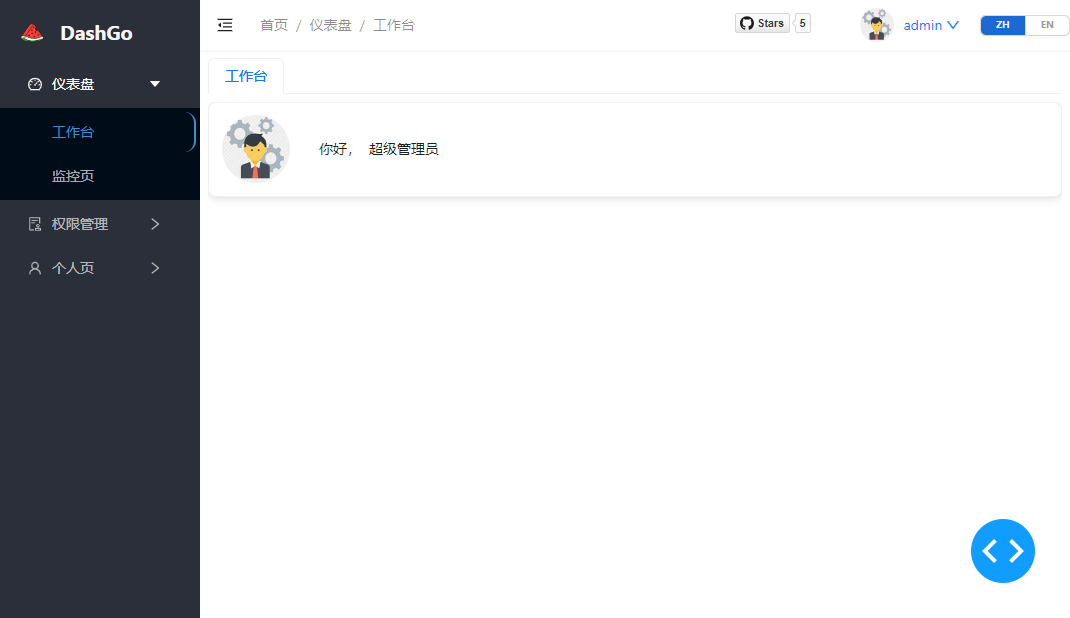 DashGo
仪表盘
工作台
监控页
权限管理
个人页
首页 / 仪表盘 / 工作台
Stars 5
admin
ZH EN
工作台
你好， 超级管理员